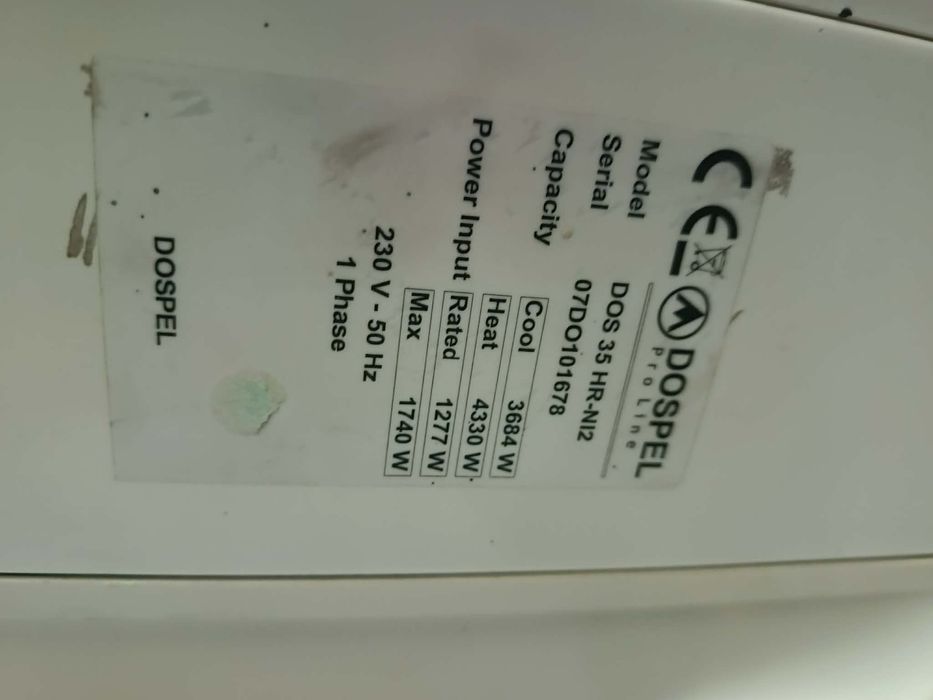 CE DOSPEL
Pro Line
Model DOS 35 HR-NI2
Serial 07DO101678
Capacity Cool 3684 W
Heat 4330 W
Power Input Rated 1277 W
Max 1740 W
230 V - 50 Hz
1 Phase
DOSPEL